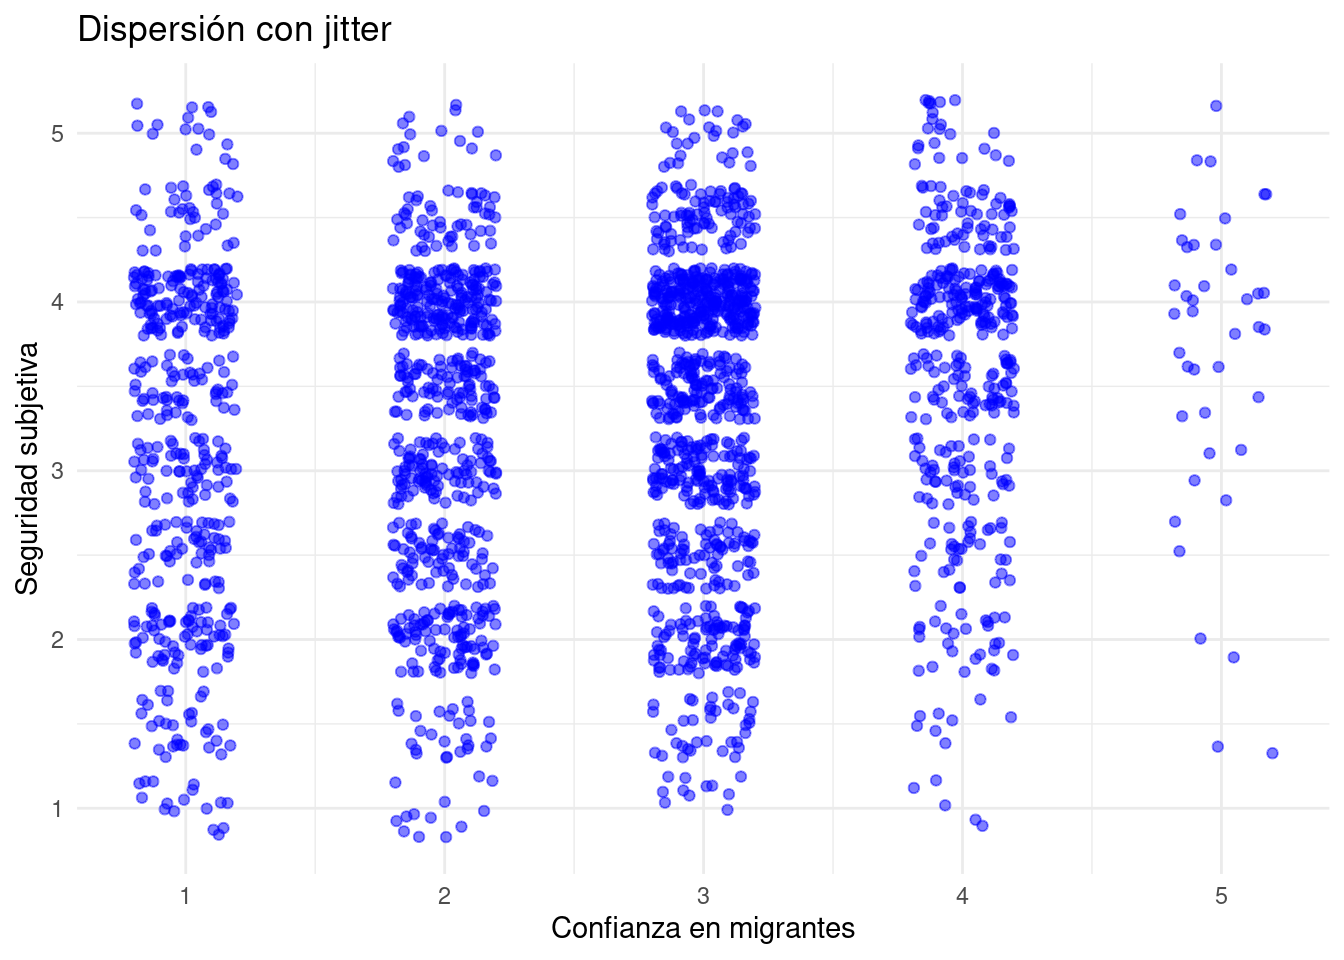 Dispersión con jitter
Seguridad subjetiva
5
4
3
2
1
1 2 3 4 5
Confianza en migrantes